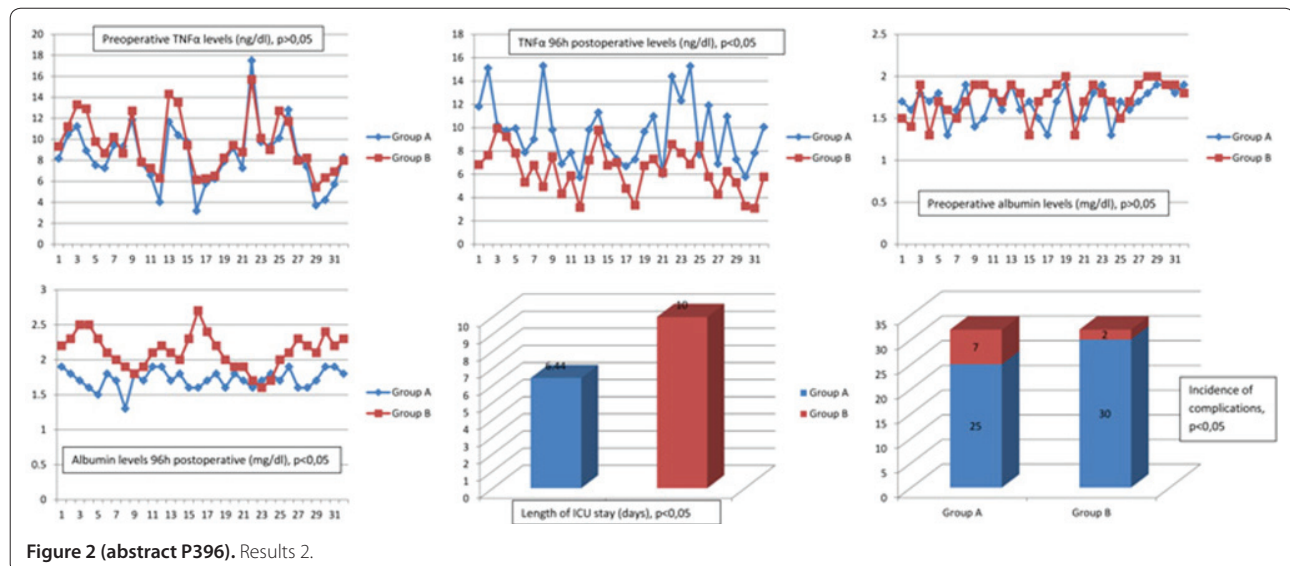 Preoperative TNFα levels (ng/dl), p>0,05
20
18
16
14
12
10
8
6
4
2
0
1 3 5 7 9 11 13 15 17 19 21 23 25 27 29 31
Group A
Group B
TNFα 96h postoperative levels (ng/dl), p<0,05
18
16
14
12
10
8
6
4
2
0
1 3 5 7 9 11 13 15 17 19 21 23 25 27 29 31
Group A
Group B
2.5
2
1.5
1
0.5
0
Preoperative albumin levels (mg/dl), p>0,05
1 3 5 7 9 11 13 15 17 19 21 23 25 27 29 31
Group A
Group B
3
2.5
2
1.5
1
0.5
0
Albumin levels 96h postoperative (mg/dl), p<0,05
1 3 5 7 9 11 13 15 17 19 21 23 25 27 29 31
Group A
Group B
10
9
8
7
6
5
4
3
2
1
0
6.44
10
Length of ICU stay (days), p<0,05
Group A
Group B
35
30
25
20
15
10
5
0
7
25
2
30
Group A Group B
Incidence of
complications,
p<0,05
Figure 2 (abstract P396). Results 2.